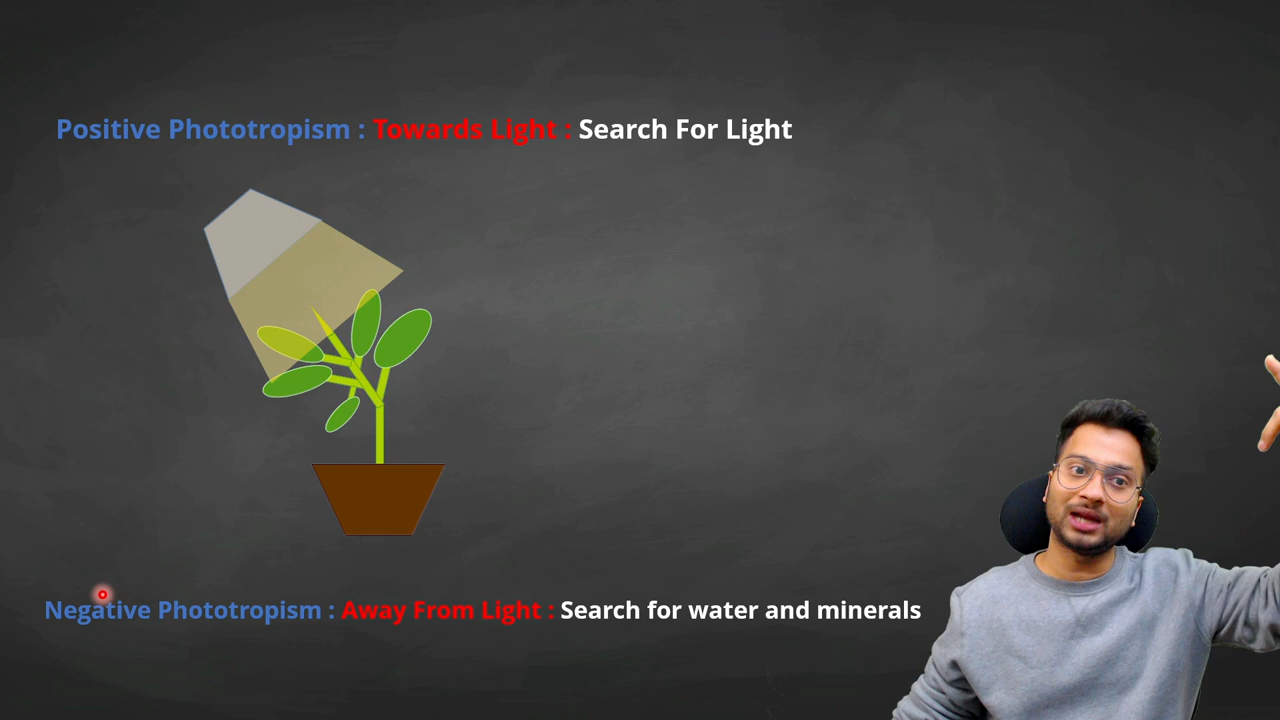 Positive Phototropism : Towards Light : Search For Light
Negative Phototropism : Away From Light : Search for water and minerals